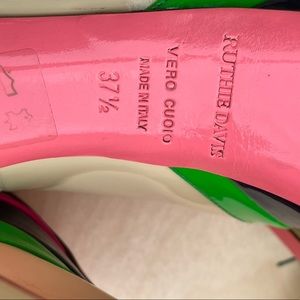 RUTHIE DAVIS
VERO CUOIO
MADE IN ITALY
37½